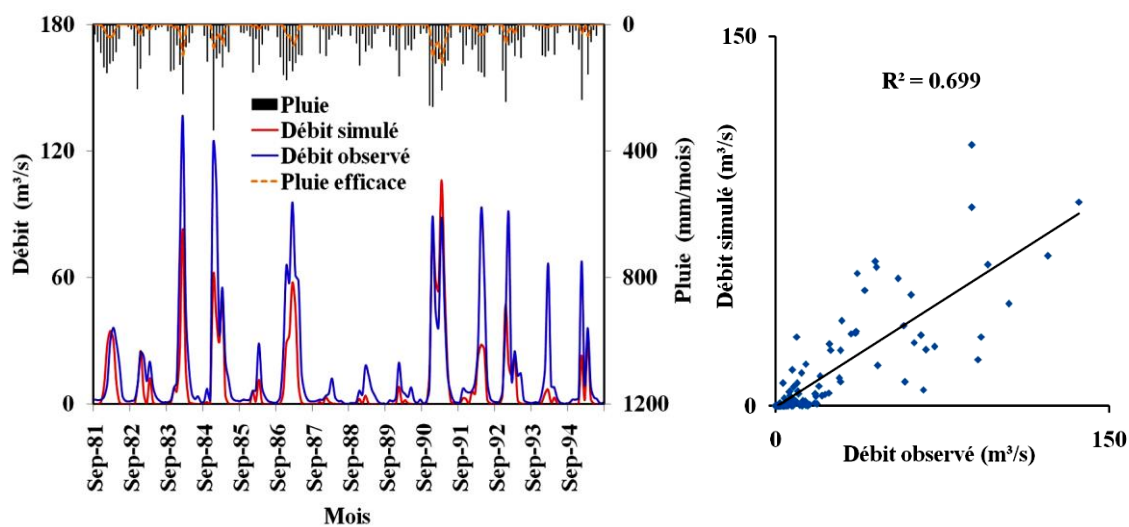 180
120
60
0
Débit (m³/s)
0
400
800
1200
Pluie (mm/mois)
Pluie
Débit simulé
Débit observé
Pluie efficace
Sep-81
Sep-82
Sep-83
Sep-84
Sep-85
Sep-86
Sep-87
Sep-88
Sep-89
Sep-90
Sep-91
Sep-92
Sep-93
Sep-94
Mois
150
R² = 0.699
Débit simulé (m³/s)
0
0
150
Débit observé (m³/s)